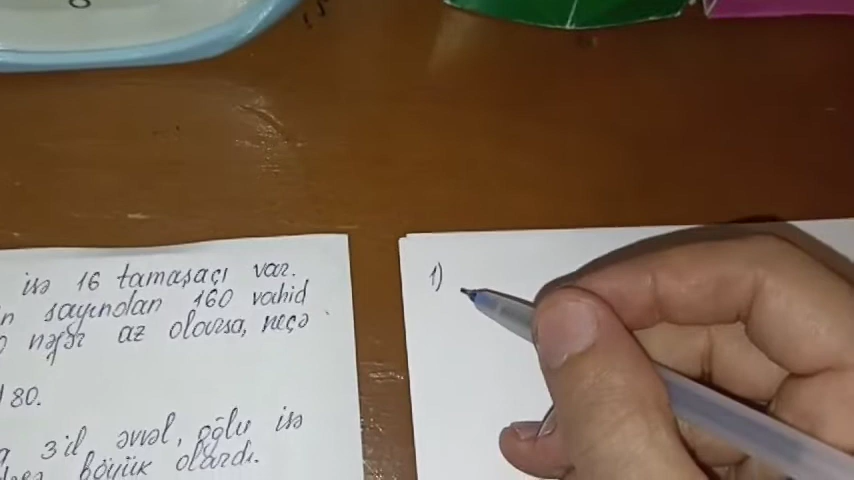 isə 16 tamaşaçı var.
n sayından 160 vahid
0 nəfər az olarsa, neçə
180.
a 3 il əvvəl, oğlu isə
böyük olardı.
1)